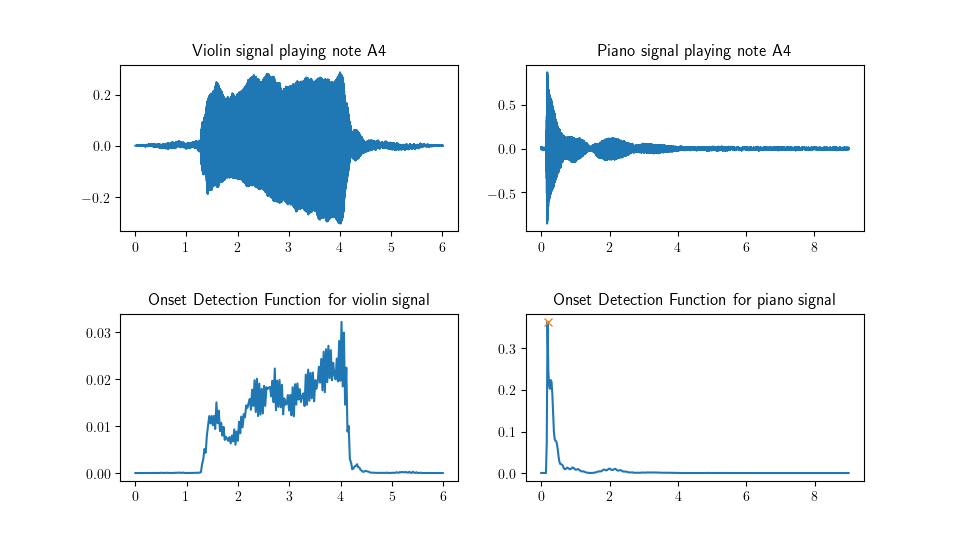 Violin signal playing note A4
0.2
0.0
−0.2
0 1 2 3 4 5 6
Piano signal playing note A4
0.5
0.0
−0.5
0 2 4 6 8
Onset Detection Function for violin signal
0.03
0.02
0.01
0.00
0 1 2 3 4 5 6
Onset Detection Function for piano signal
0.3
0.2
0.1
0.0
0 2 4 6 8